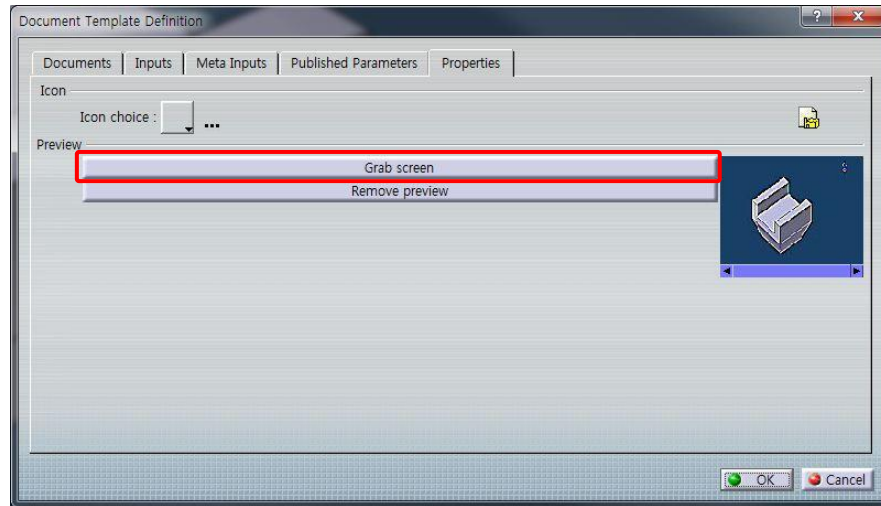 Document Template Definition
Documents Inputs Meta Inputs Published Parameters Properties
Icon
Icon choice : ...
Preview
Grab screen
Remove preview
OK Cancel